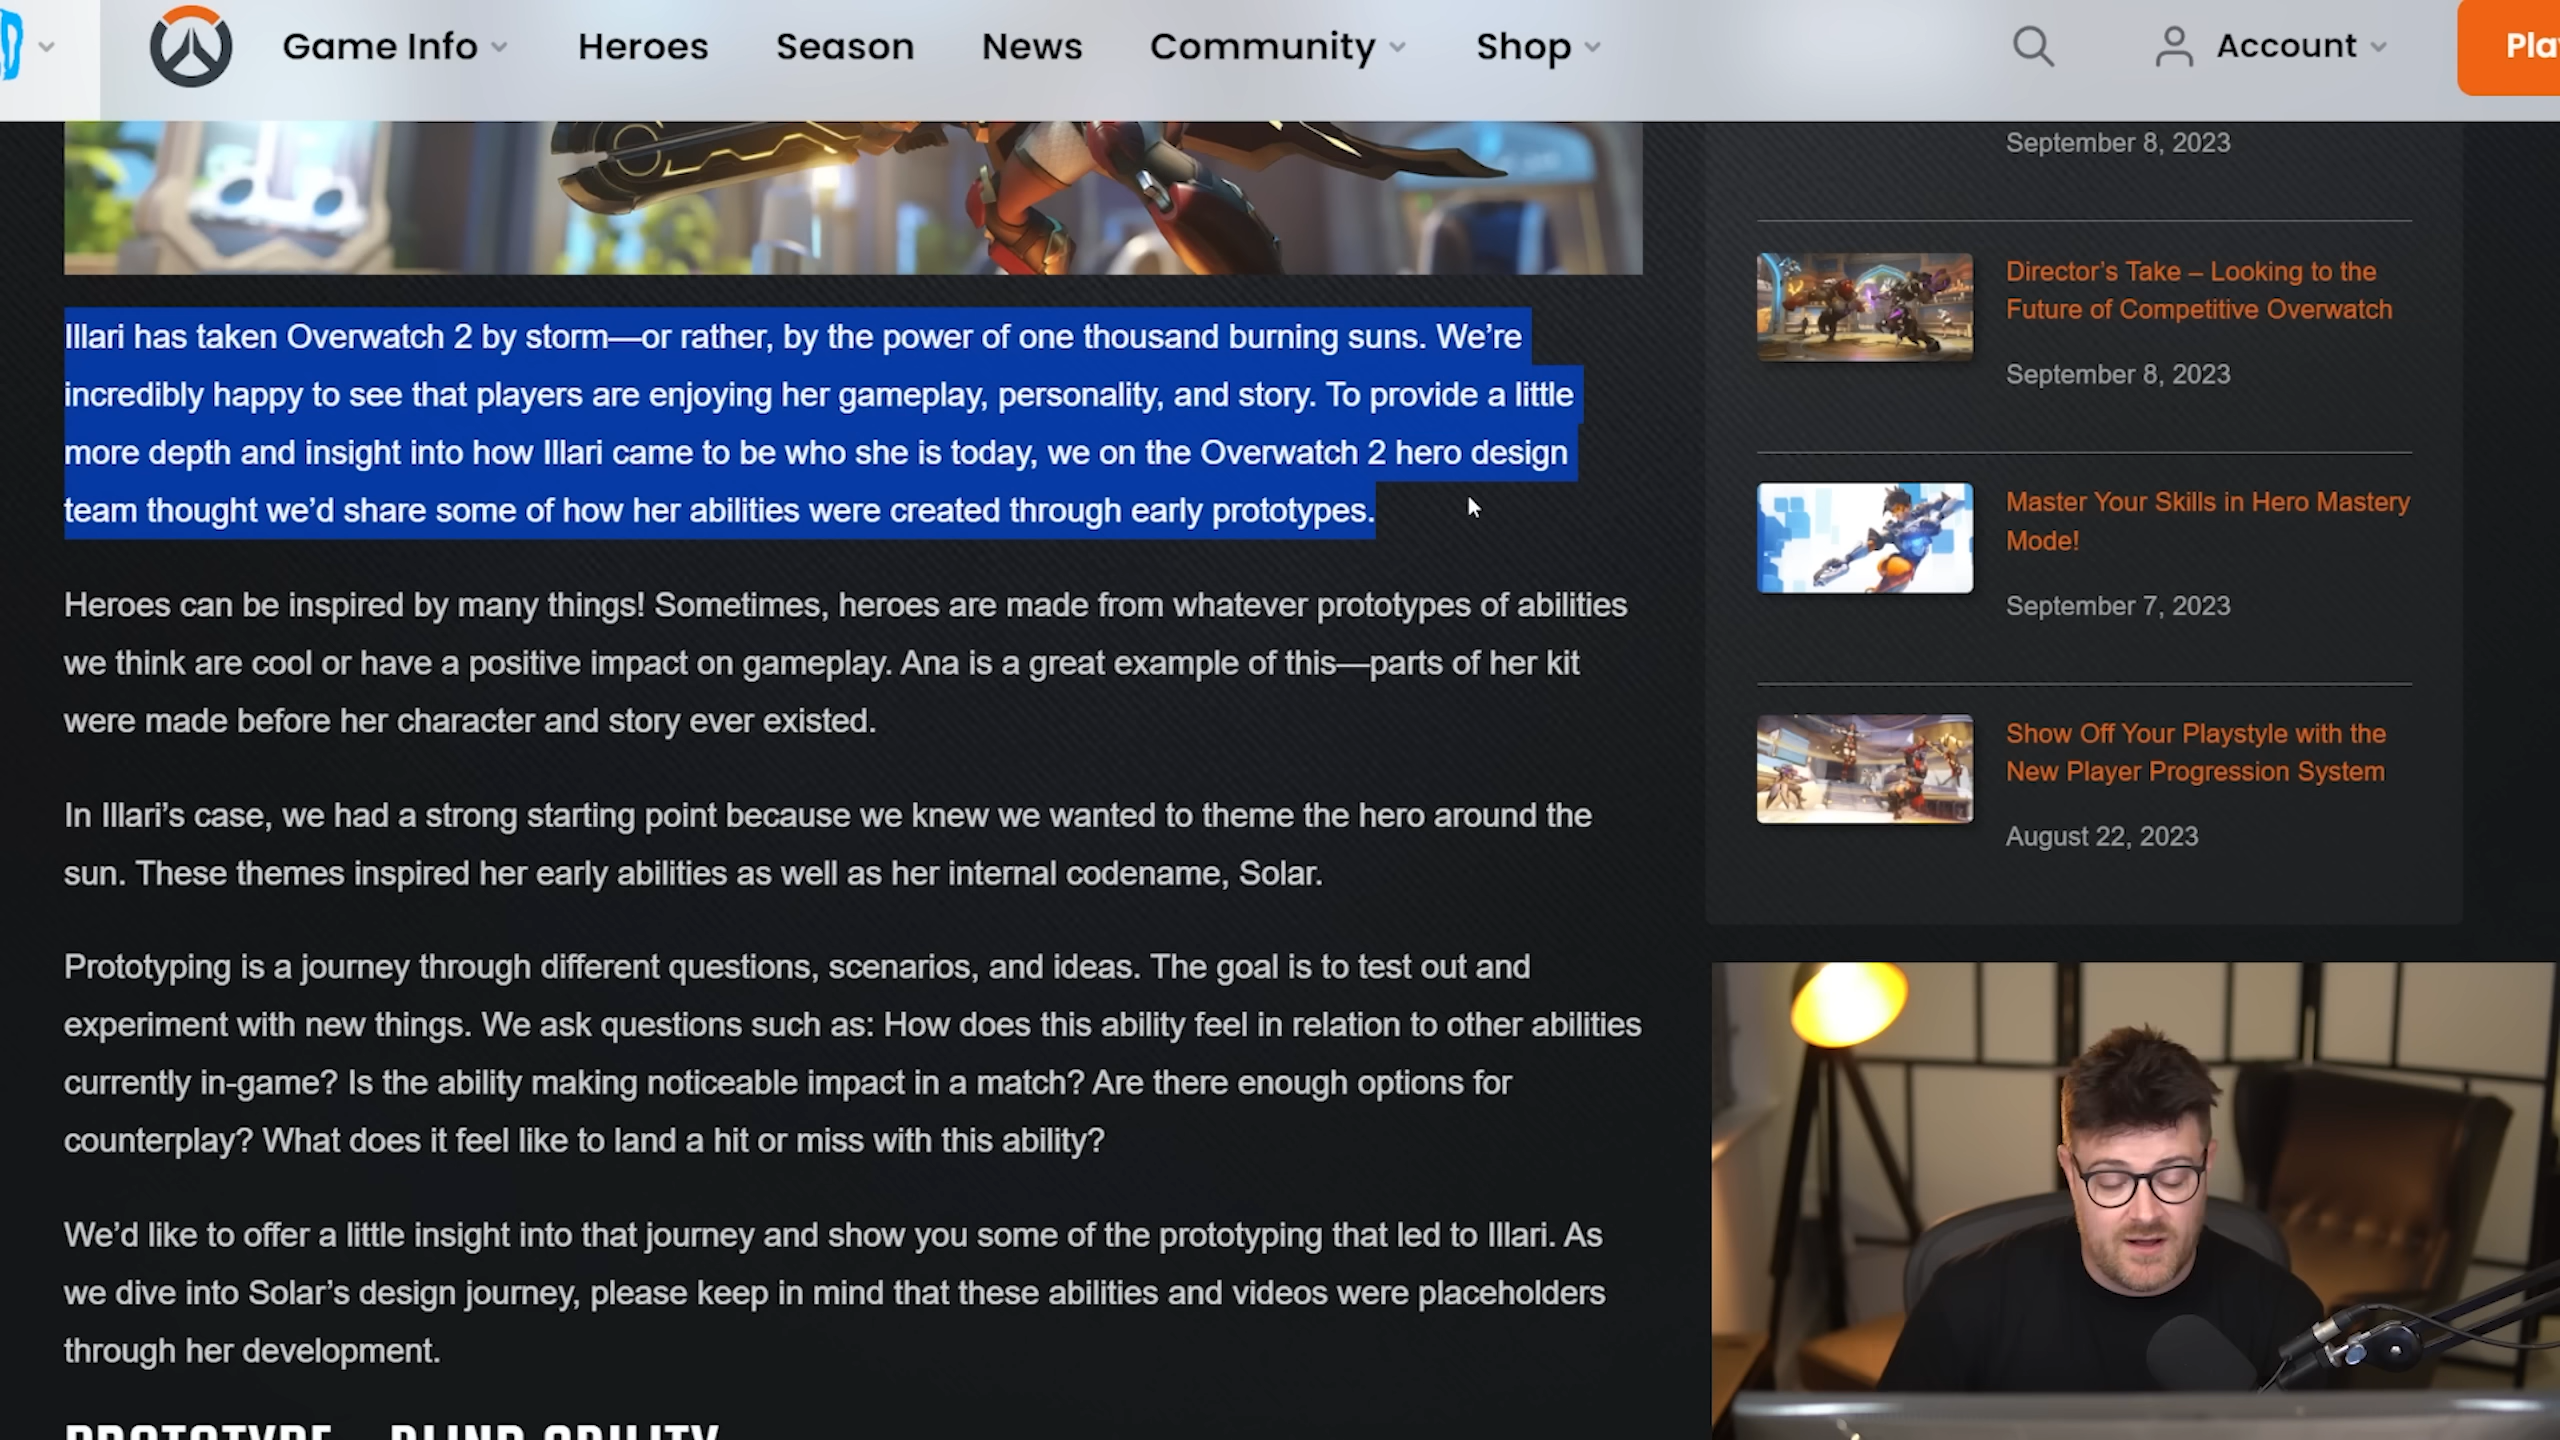 Game Info
Heroes
Season
News
Community
Shop
Account
Illari has taken Overwatch 2 by storm—or rather, by the power of one thousand burning suns. We’re
incredibly happy to see that players are enjoying her gameplay, personality, and story. To provide a little
more depth and insight into how Illari came to be who she is today, we on the Overwatch 2 hero design
team thought we’d share some of how her abilities were created through early prototypes.
Heroes can be inspired by many things! Sometimes, heroes are made from whatever prototypes of abilities
we think are cool or have a positive impact on gameplay. Ana is a great example of this—parts of her kit
were made before her character and story ever existed.
In Illari’s case, we had a strong starting point because we knew we wanted to theme the hero around the
sun. These themes inspired her early abilities as well as her internal codename, Solar.
Prototyping is a journey through different questions, scenarios, and ideas. The goal is to test out and
experiment with new things. We ask questions such as: How does this ability feel in relation to other abilities
currently in-game? Is the ability making noticeable impact in a match? Are there enough options for
counterplay? What does it feel like to land a hit or miss with this ability?
We’d like to offer a little insight into that journey and show you some of the prototyping that led to Illari. As
we dive into Solar’s design journey, please keep in mind that these abilities and videos were placeholders
through her development.
PROTOTYPE – BLIND ABILITY
September 8, 2023
Director’s Take – Looking to the
Future of Competitive Overwatch
September 8, 2023
Master Your Skills in Hero Mastery
Mode!
September 7, 2023
Show Off Your Playstyle with the
New Player Progression System
August 22, 2023